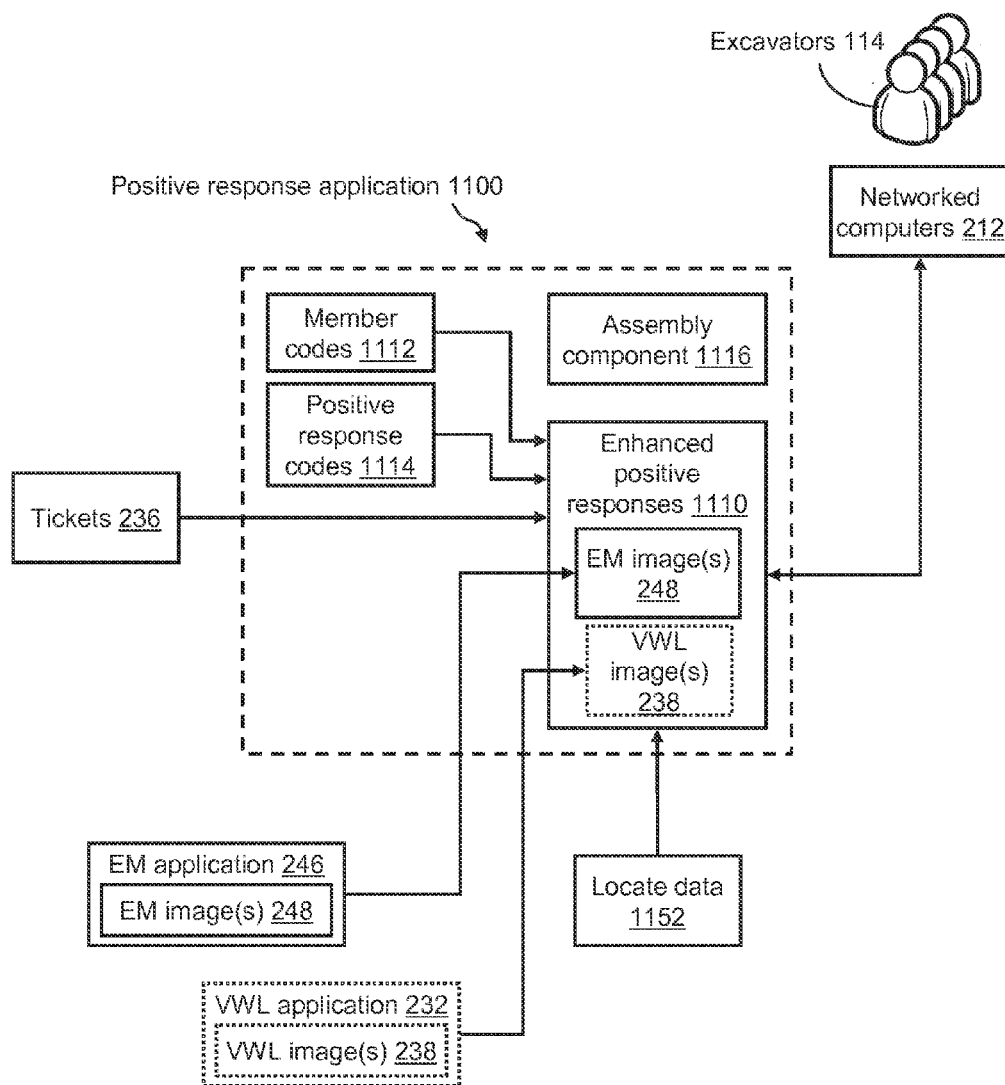 Excavators 114
Positive response application 1100
Networked
computers 212
Member
codes 1112
Assembly
component 1116
Positive
response
codes 1114
Enhanced
positive
responses 1110
Tickets 236
EM image(s)
248
VWL
image(s)
238
EM application 246
EM image(s) 248
Locate data
1152
VWL application 232
VWL image(s) 238